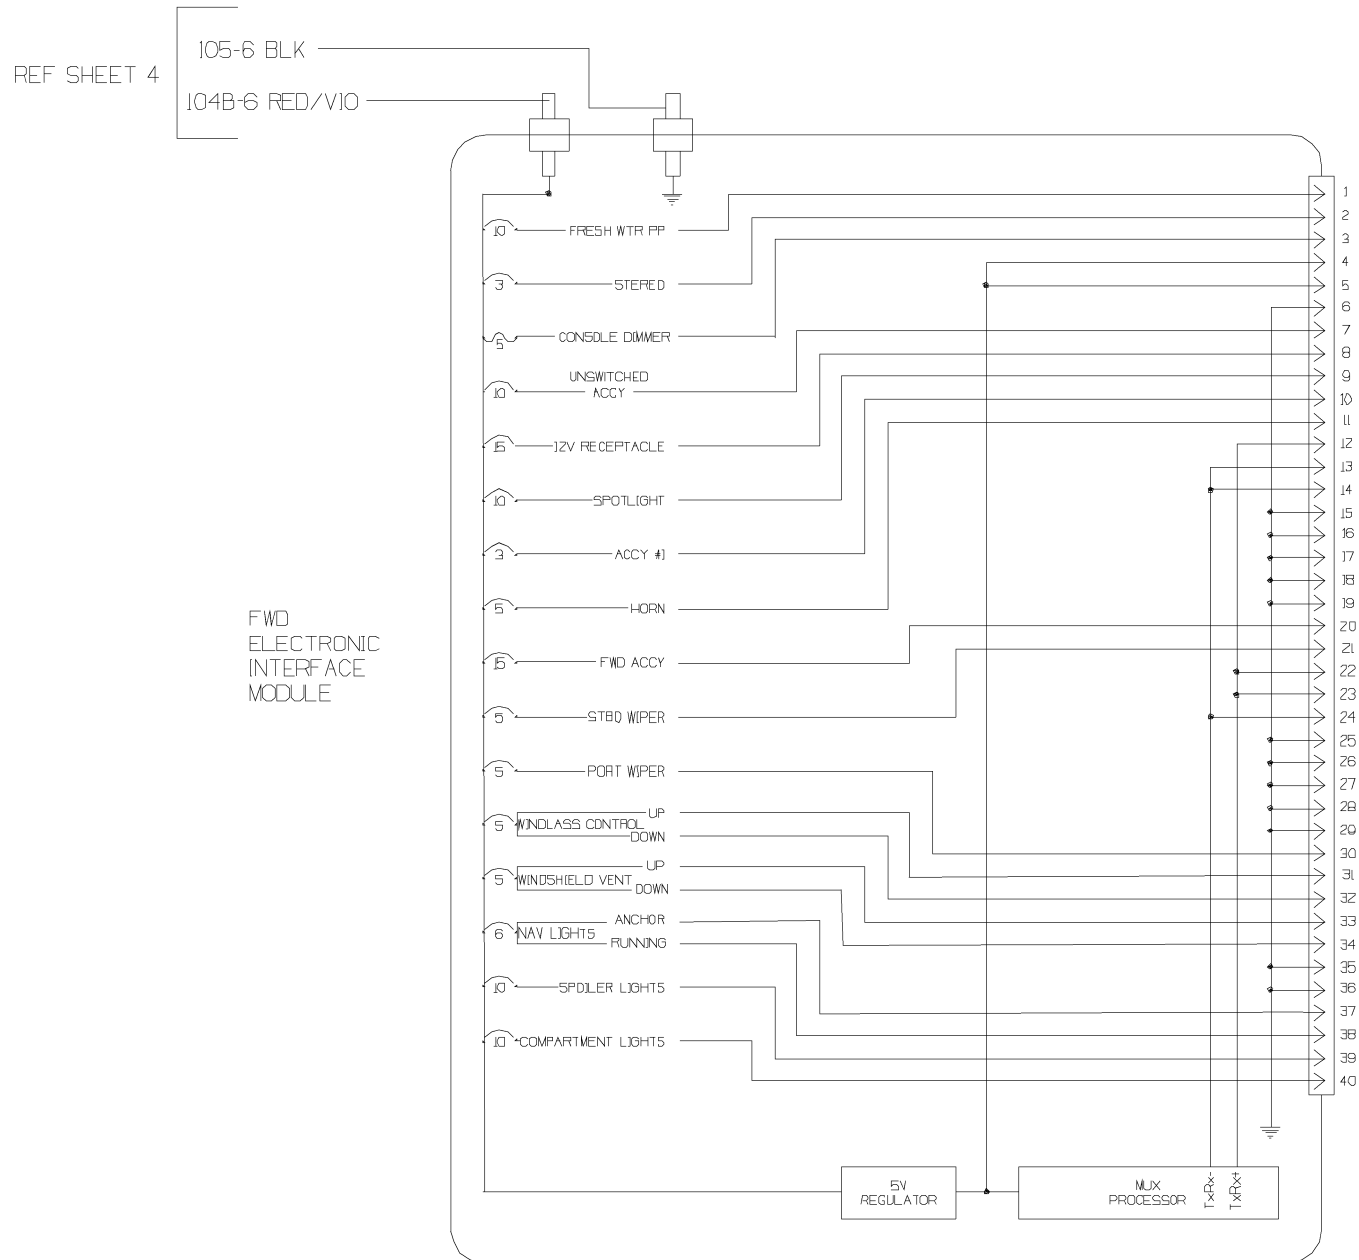 105-6 BLK
REF SHEET 4
104B-6 RED/VIO
1
2
3
4
5
6
7
8
9
10
11
12
13
14
15
16
17
18
19
20
21
22
23
24
25
26
27
28
29
30
31
32
33
34
35
36
37
38
39
40
10 FRESH WTR PP
3 STEREO
5 CONSOLE DIMMER
UNSWITCHED
10 ACCY
15 12V RECEPTACLE
10 SPOTLIGHT
3 ACCY #1
5 HORN
FWD
ELECTRONIC
INTERFACE
MODULE
15 FWD ACCY
5 STBD WIPER
5 PORT WIPER
UP
5 WINDLASS CONTROL
DOWN
UP
5 WINDSHIELD VENT
DOWN
ANCHOR
6 NAV LIGHTS
RUNNING
10 SPOILER LIGHTS
10 COMPARTMENT LIGHTS
5V
REGULATOR
MUX
PROCESSOR
TxRx-
TxRx+